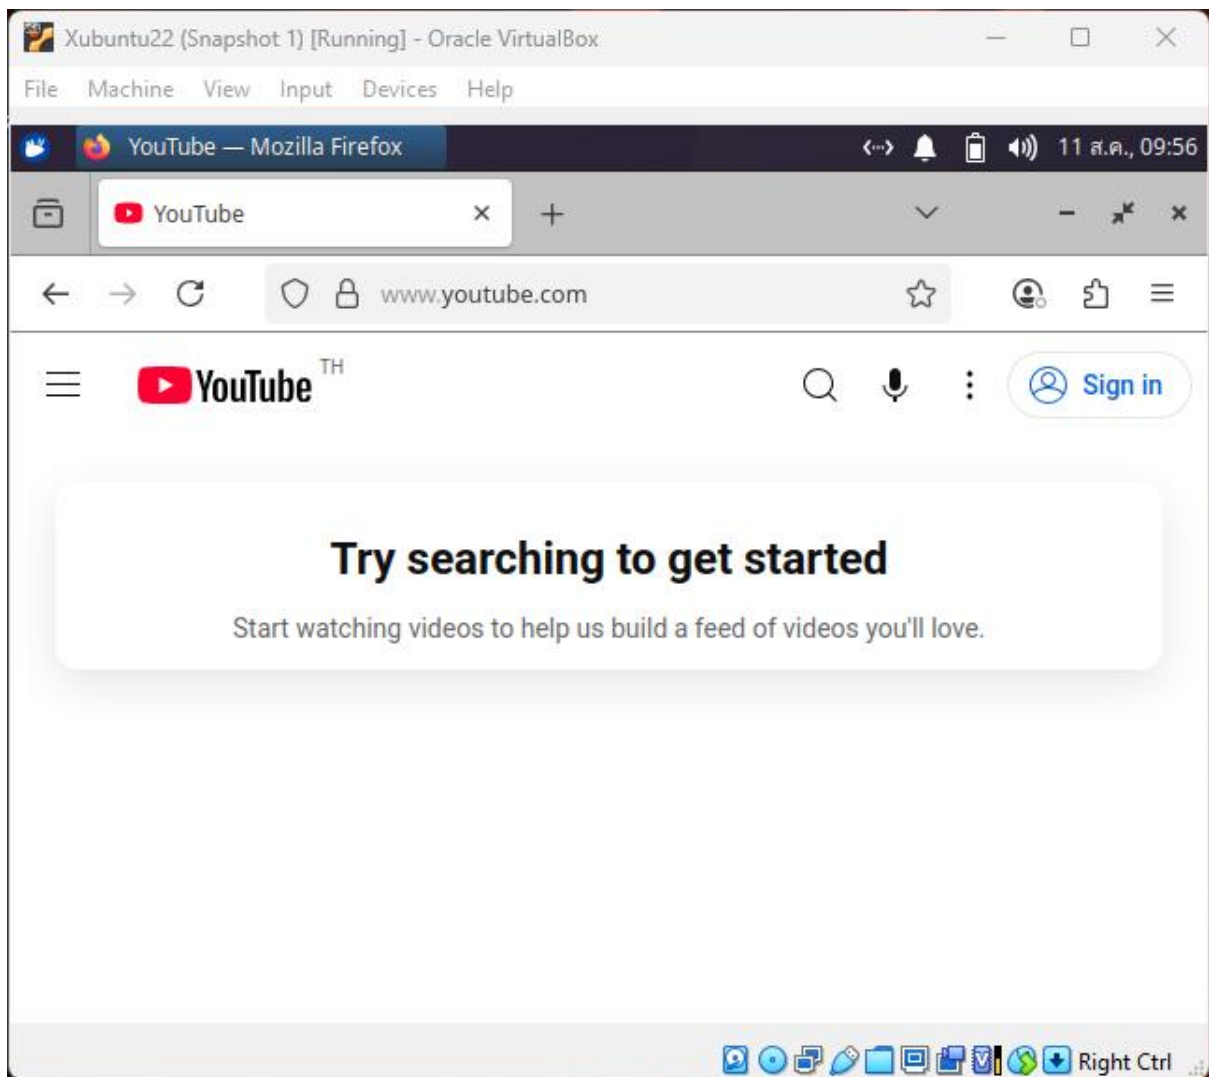 Xubuntu22 (Snapshot 1) [Running] - Oracle VirtualBox
File Machine View Input Devices Help
YouTube — Mozilla Firefox 11 ส.ค., 09:56
YouTube
www.youtube.com
YouTube TH Sign in
Try searching to get started
Start watching videos to help us build a feed of videos you'll love.
Right Ctrl